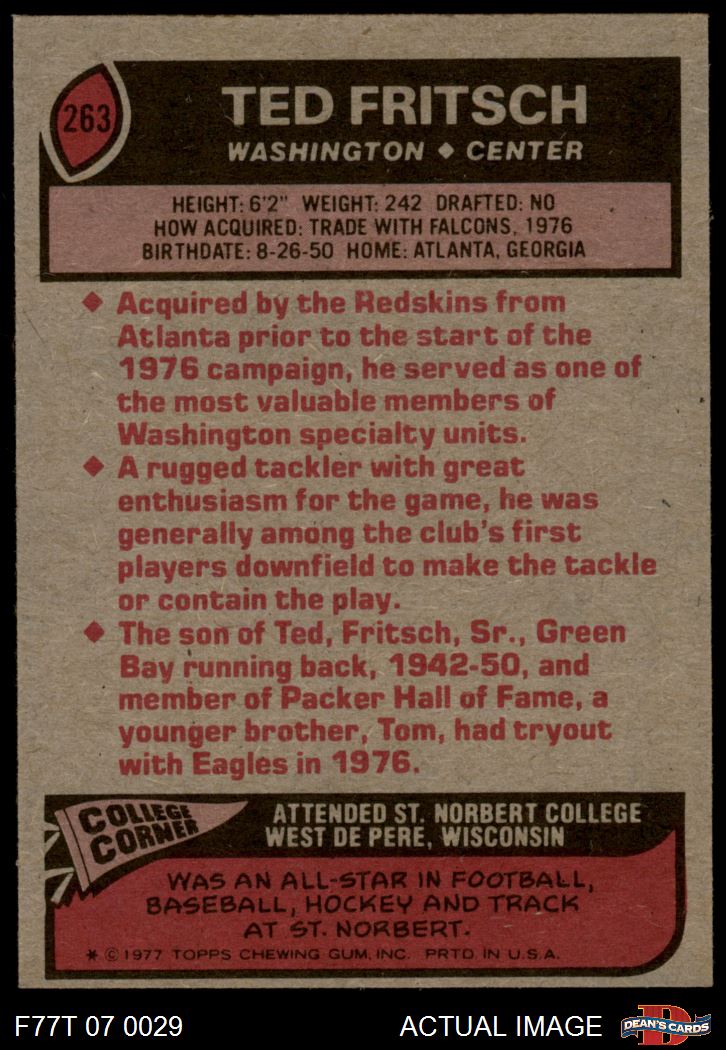 263
TED FRITSCH
WASHINGTON ◆ CENTER
HEIGHT: 6'2" WEIGHT: 242 DRAFTED: NO
HOW ACQUIRED: TRADE WITH FALCONS, 1976
BIRTHDATE: 8-26-50 HOME: ATLANTA, GEORGIA
◆ Acquired by the Redskins from
Atlanta prior to the start of the
1976 campaign, he served as one of
the most valuable members of
Washington specialty units.
◆ A rugged tackler with great
enthusiasm for the game, he was
generally among the club's first
players downfield to make the tackle
or contain the play.
◆ The son of Ted, Fritsch, Sr., Green
Bay running back, 1942-50, and
member of Packer Hall of Fame, a
younger brother, Tom, had tryout
with Eagles in 1976.
COLLEGE
CORNER
ATTENDED ST. NORBERT COLLEGE
WEST DE PERE, WISCONSIN
WAS AN ALL-STAR IN FOOTBALL,
BASEBALL, HOCKEY AND TRACK
AT ST. NORBERT.
* © 1977 TOPPS CHEWING GUM, INC. PRTD. IN U.S.A.
F77T 07 0029
ACTUAL IMAGE
D
DEAN'S CARDS